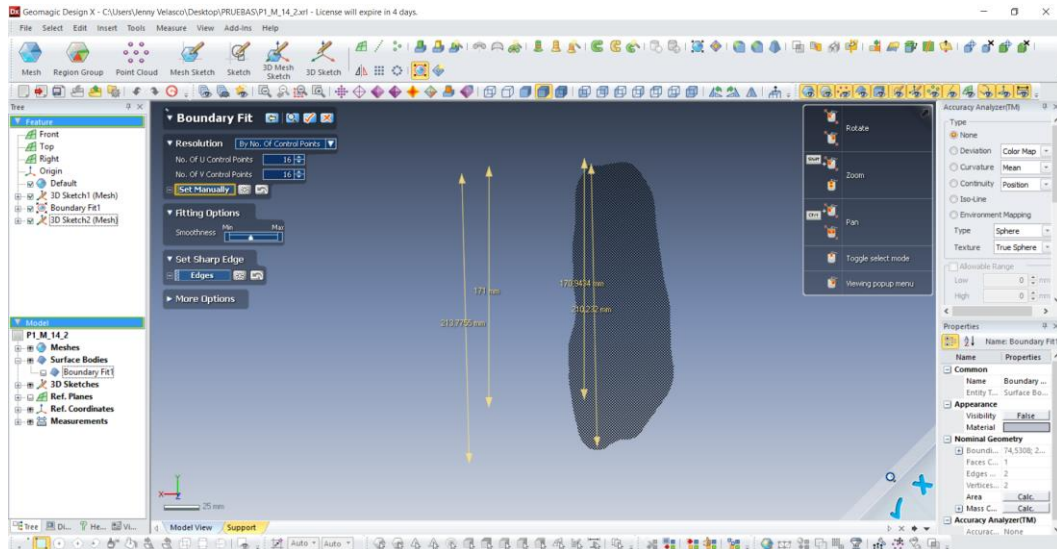 Geomagic Design X - C:\Users\Jenny Velasco\Desktop\PRUEBAS\P1_M_14_2.xrl - License will expire in 4 days.
File Select Edit Insert Tools Measure View Add-Ins Help
Mesh
Region Group
Point Cloud
Mesh Sketch
Sketch
3D Mesh Sketch
3D Sketch
Tree
Feature
Front
Top
Right
Origin
Default
3D Sketch1 (Mesh)
Boundary Fit1
3D Sketch2 (Mesh)
Model
P1_M_14_2
Meshes
Surface Bodies
Boundary Fit1
3D Sketches
Ref. Planes
Ref. Coordinates
Measurements
Tree Di... He... Vi...
Boundary Fit
Resolution By No. Of Control Points
No. Of U Control Points 16
No. Of V Control Points 16
Set Manually
Fitting Options
Smoothness Min Max
Set Sharp Edge
Edges
More Options
171 mm
213,7755 mm
170,9434 mm
210,232 mm
25 mm
Rotate
Zoom
Pan
Toggle select mode
Viewing popup menu
Model View Support
Auto Auto
Accuracy Analyzer(TM)
Type
None
Deviation Color Map
Curvature Mean
Continuity Position
Iso-Line
Environment Mapping
Type Sphere
Texture True Sphere
Allowable Range
Low 0 mm
High 0 mm
Properties
Name: Boundary Fit1
Name Properties
Common
Name Boundary ...
Entity T... Surface Bo...
Appearance
Visibility False
Material
Nominal Geometry
Boundi... 74,5308; 2...
Faces C... 1
Edges ... 2
Vertices... 2
Area Calc.
Mass C... Calc.
Accuracy Analyzer(TM)
Accurac... None